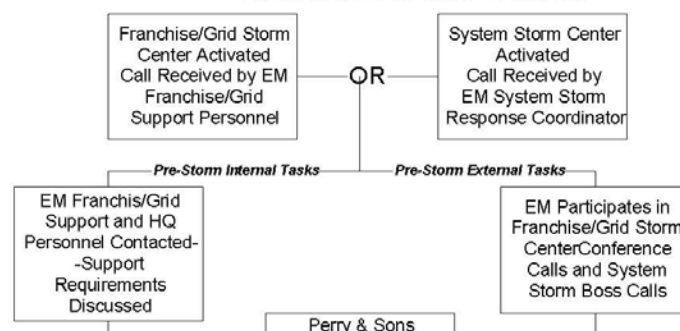 Franchise/Grid Storm
Center Activated
Call Received by EM
Franchise/Grid
Support Personnel
OR
System Storm Center
Activated
Call Received by
EM System Storm
Response Coordinator
Pre-Storm Internal Tasks
Pre-Storm External Tasks
EM Franchis/Grid
Support and HQ
Personnel Contacted-
-Support
Requirements
Discussed
EM Participates in
Franchise/Grid Storm
CenterConference
Calls and System
Storm Boss Calls
Perry & Sons